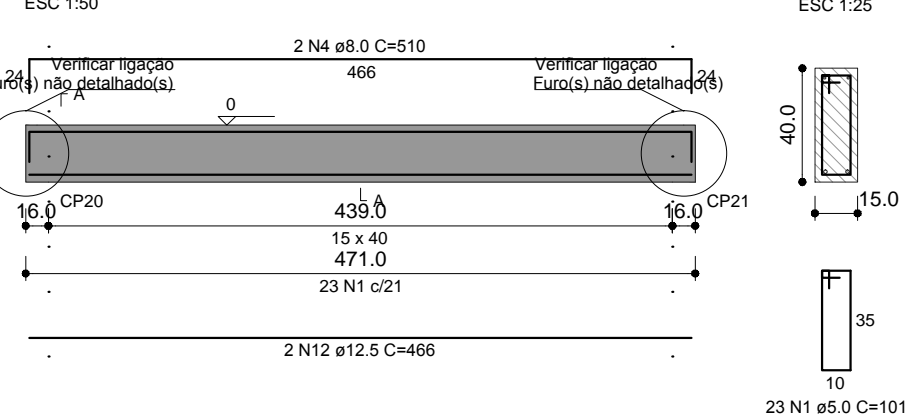 ESC 1:50
ESC 1:25
2 N4 ø8.0 C=510
466
24
24
Verificar ligação
uro(s) não detalhado(s)
Verificar ligação
Furo(s) não detalhado(s)
A
0
40.0
15.0
A
CP20
CP21
16.0
439.0
16.0
15 x 40
471.0
23 N1 c/21
2 N12 ø12.5 C=466
35
10
23 N1 ø5.0 C=101